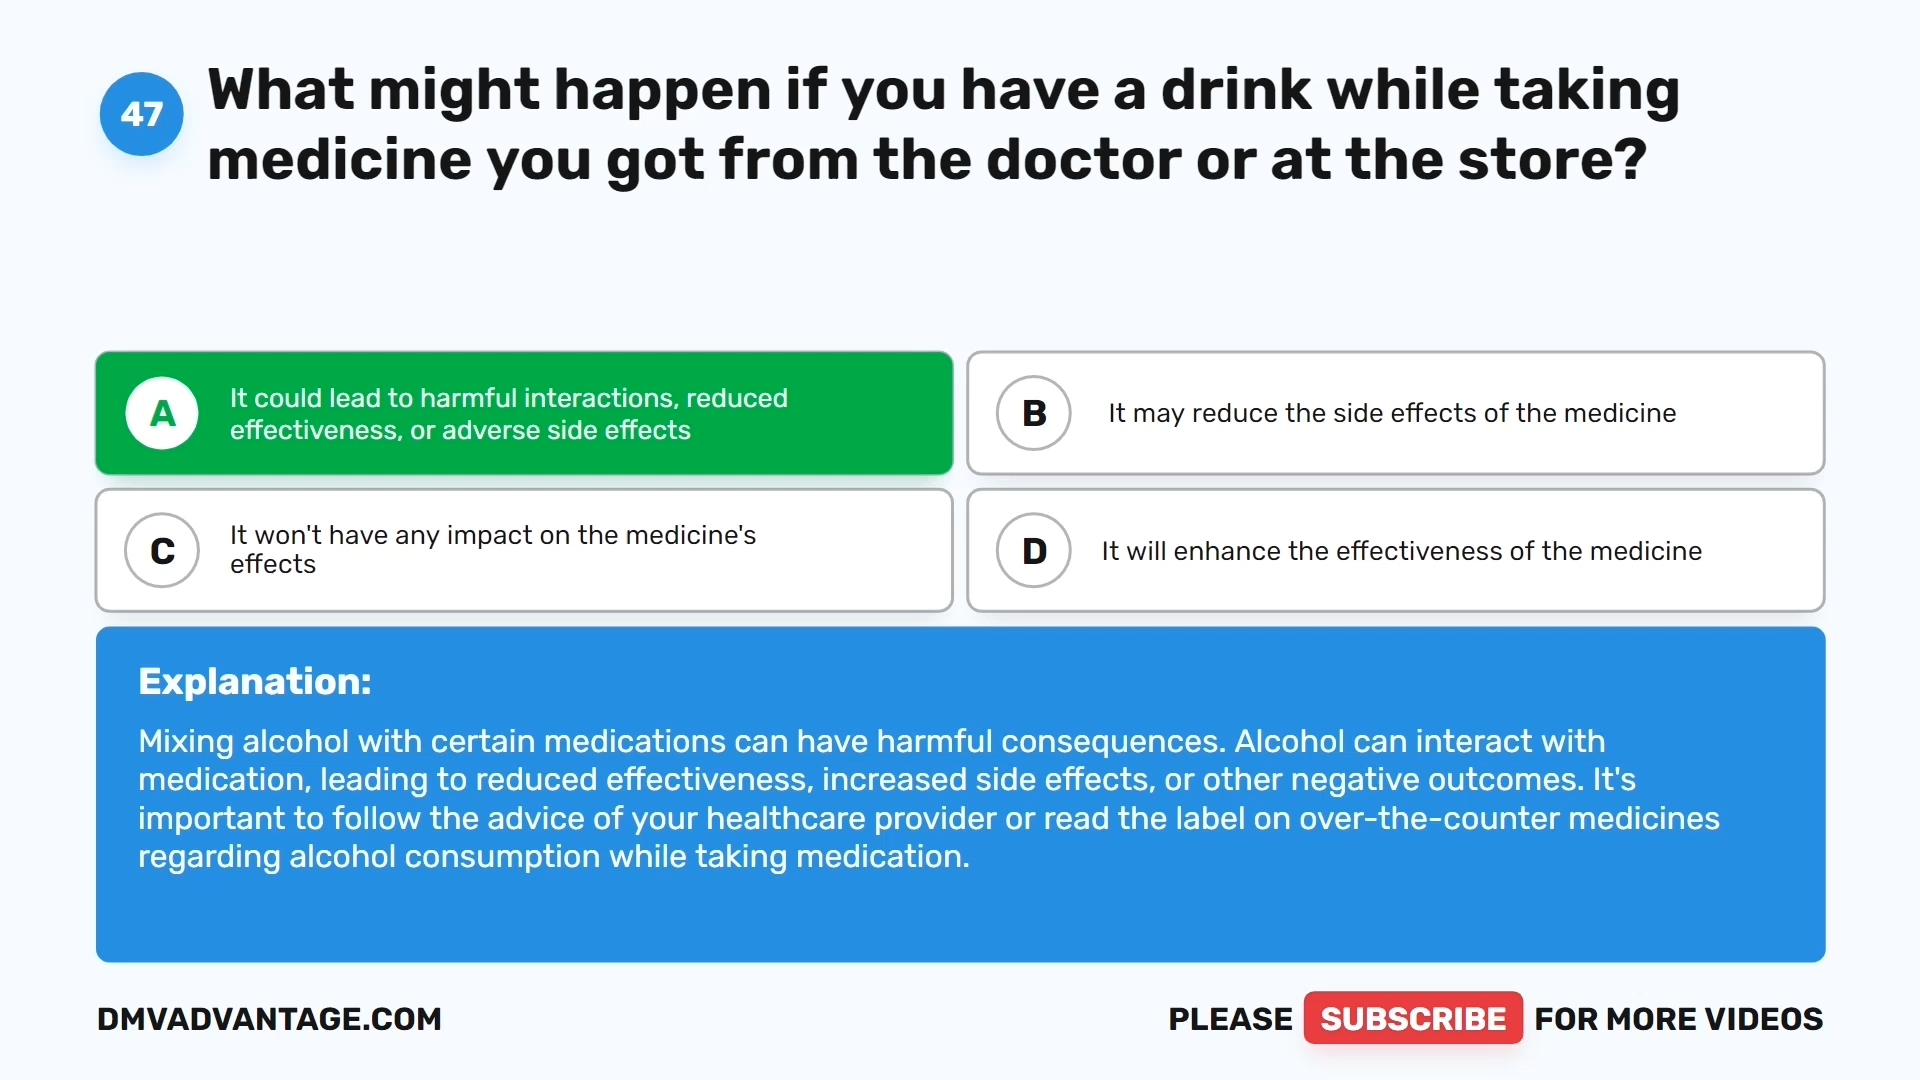 47
What might happen if you have a drink while taking
medicine you got from the doctor or at the store?
A
It could lead to harmful interactions, reduced
effectiveness, or adverse side effects
B
It may reduce the side effects of the medicine
C
It won't have any impact on the medicine's
effects
D
It will enhance the effectiveness of the medicine
Explanation:
Mixing alcohol with certain medications can have harmful consequences. Alcohol can interact with
medication, leading to reduced effectiveness, increased side effects, or other negative outcomes. It's
important to follow the advice of your healthcare provider or read the label on over-the-counter medicines
regarding alcohol consumption while taking medication.
DMVADVANTAGE.COM
PLEASE SUBSCRIBE FOR MORE VIDEOS